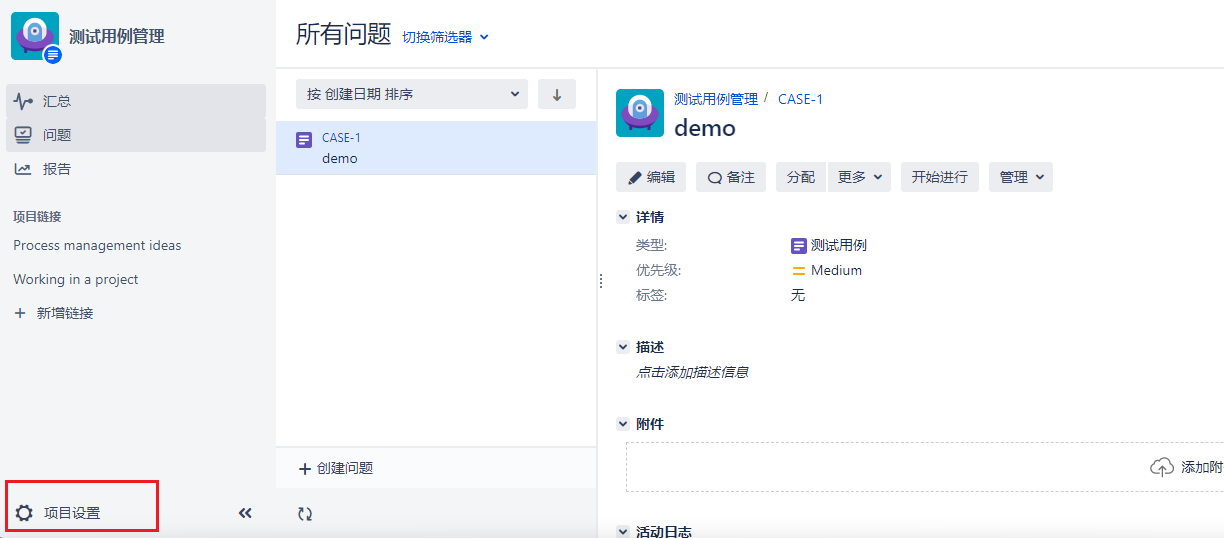 测试用例管理
汇总
问题
报告
项目链接
Process management ideas
Working in a project
新增链接
项目设置
所有问题 切换筛选器
按 创建日期 排序
CASE-1
demo
创建问题
测试用例管理 / CASE-1
demo
编辑 备注 分配 更多 开始进行 管理
详情
类型: 测试用例
优先级: Medium
标签: 无
描述
点击添加描述信息
附件
添加附
活动日志